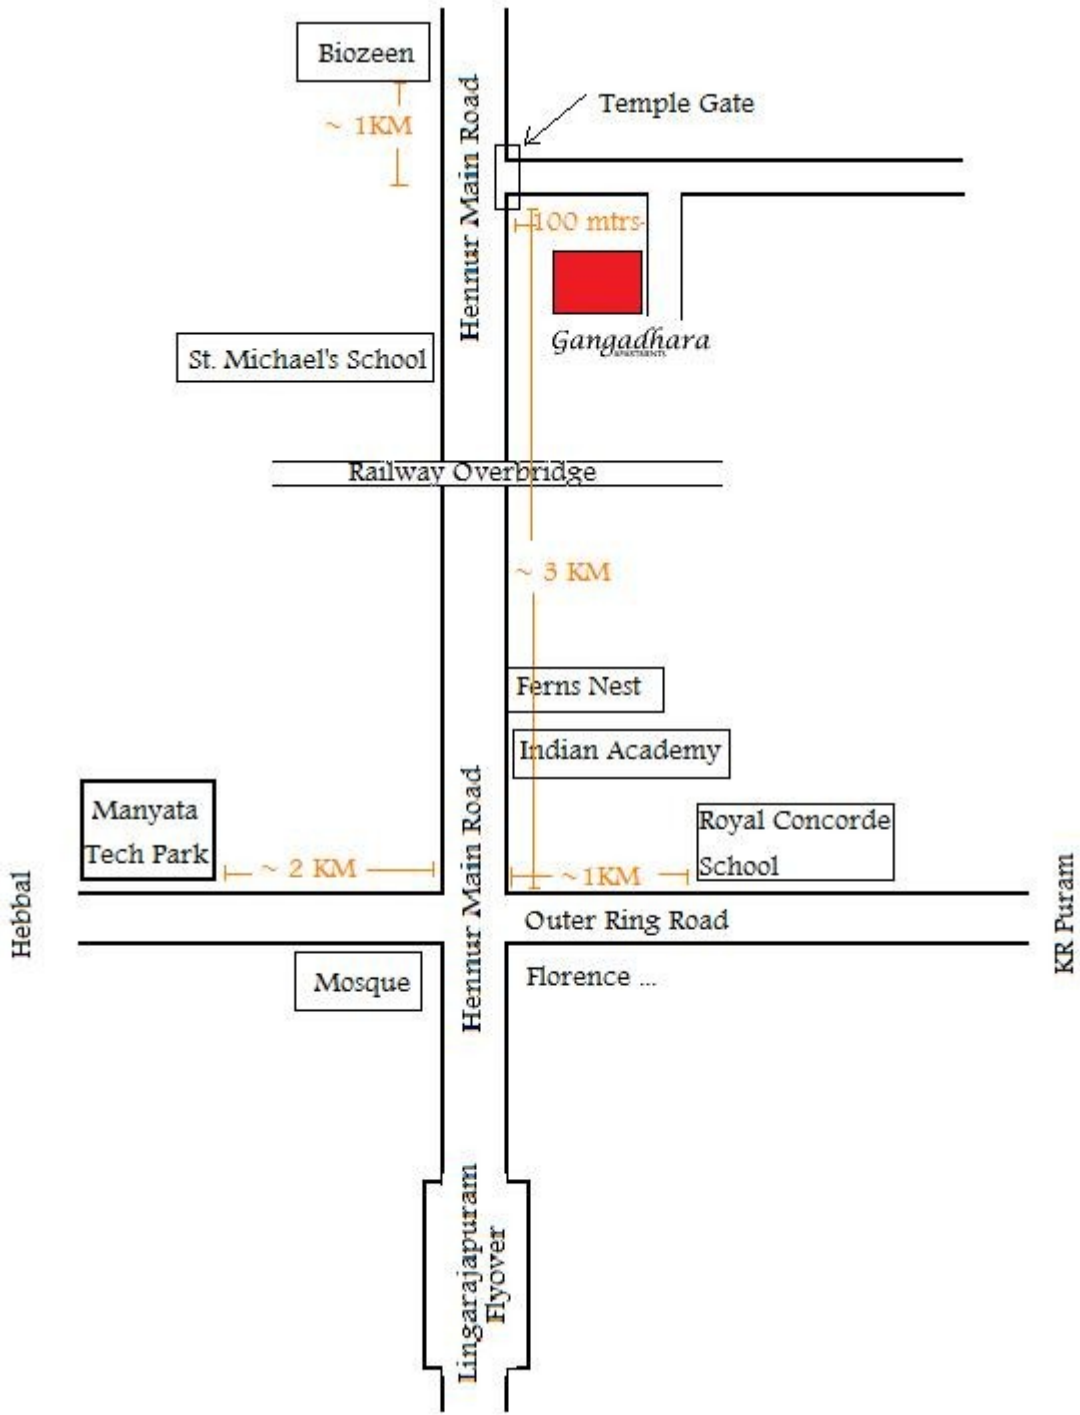 Biozeen
~ 1KM
Temple Gate
Hennur Main Road
100 mtrs
Gangadhara
APARTMENTS
St. Michael's School
Railway Overbridge
~ 3 KM
Ferns Nest
Indian Academy
Manyata
Tech Park
Royal Concorde
School
~ 2 KM
~1KM
Hebbal
Hennur Main Road
Outer Ring Road
KR Puram
Mosque
Florence ...
Lingarajapuram
Flyover